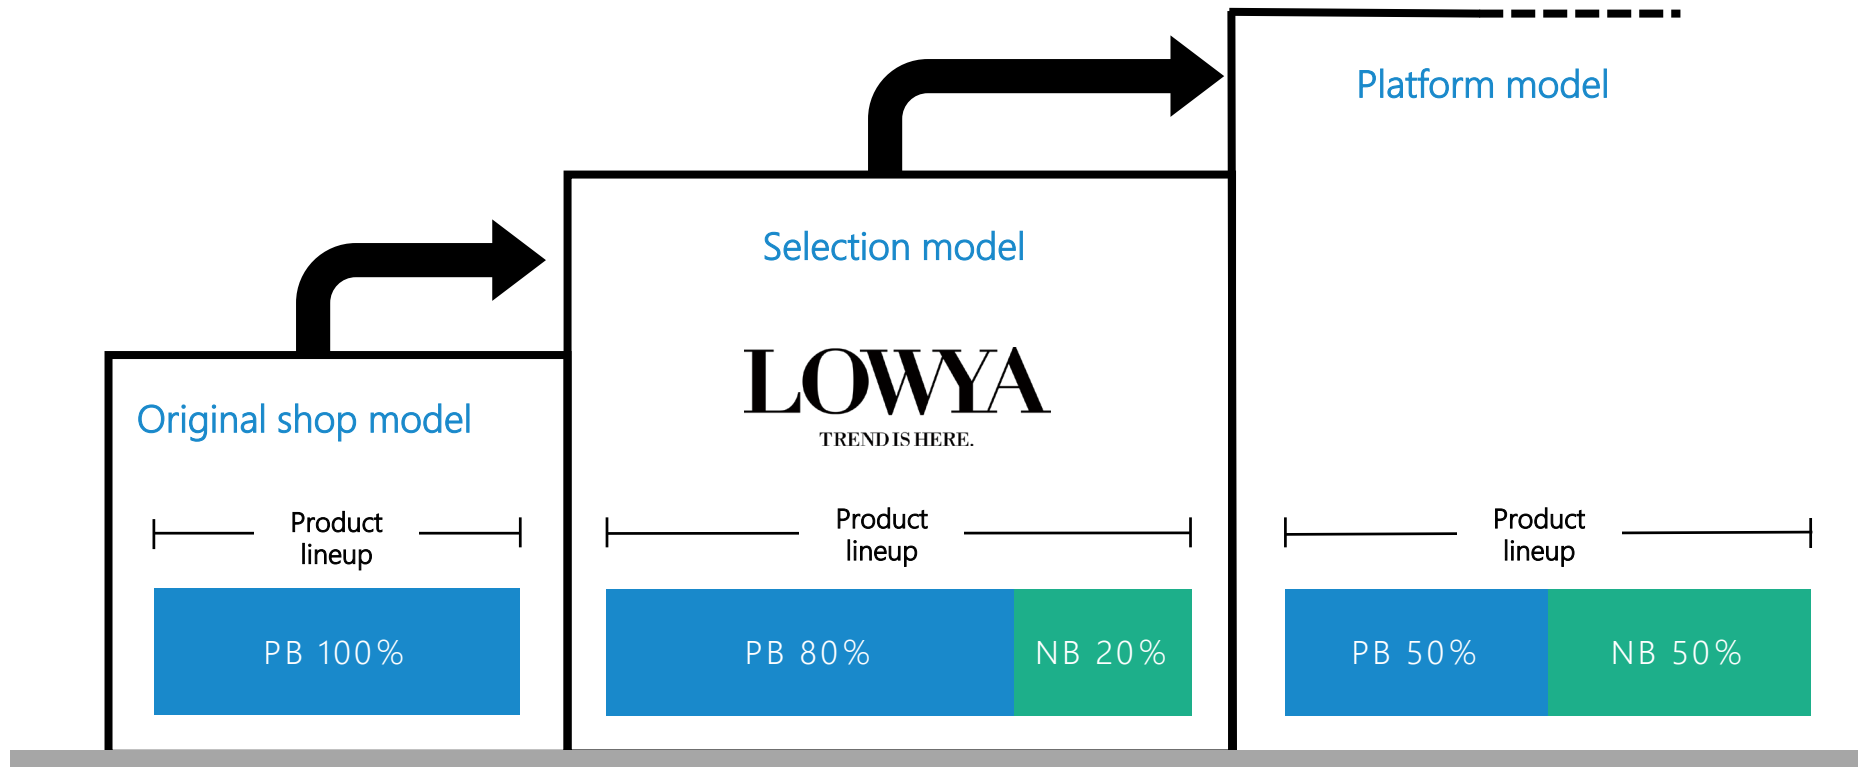 Platform model
Selection model
LOWYA
TREND IS HERE.
Original shop model
Product
lineup
PB 100%
Product
lineup
PB 80%
NB 20%
Product
lineup
PB 50%
NB 50%